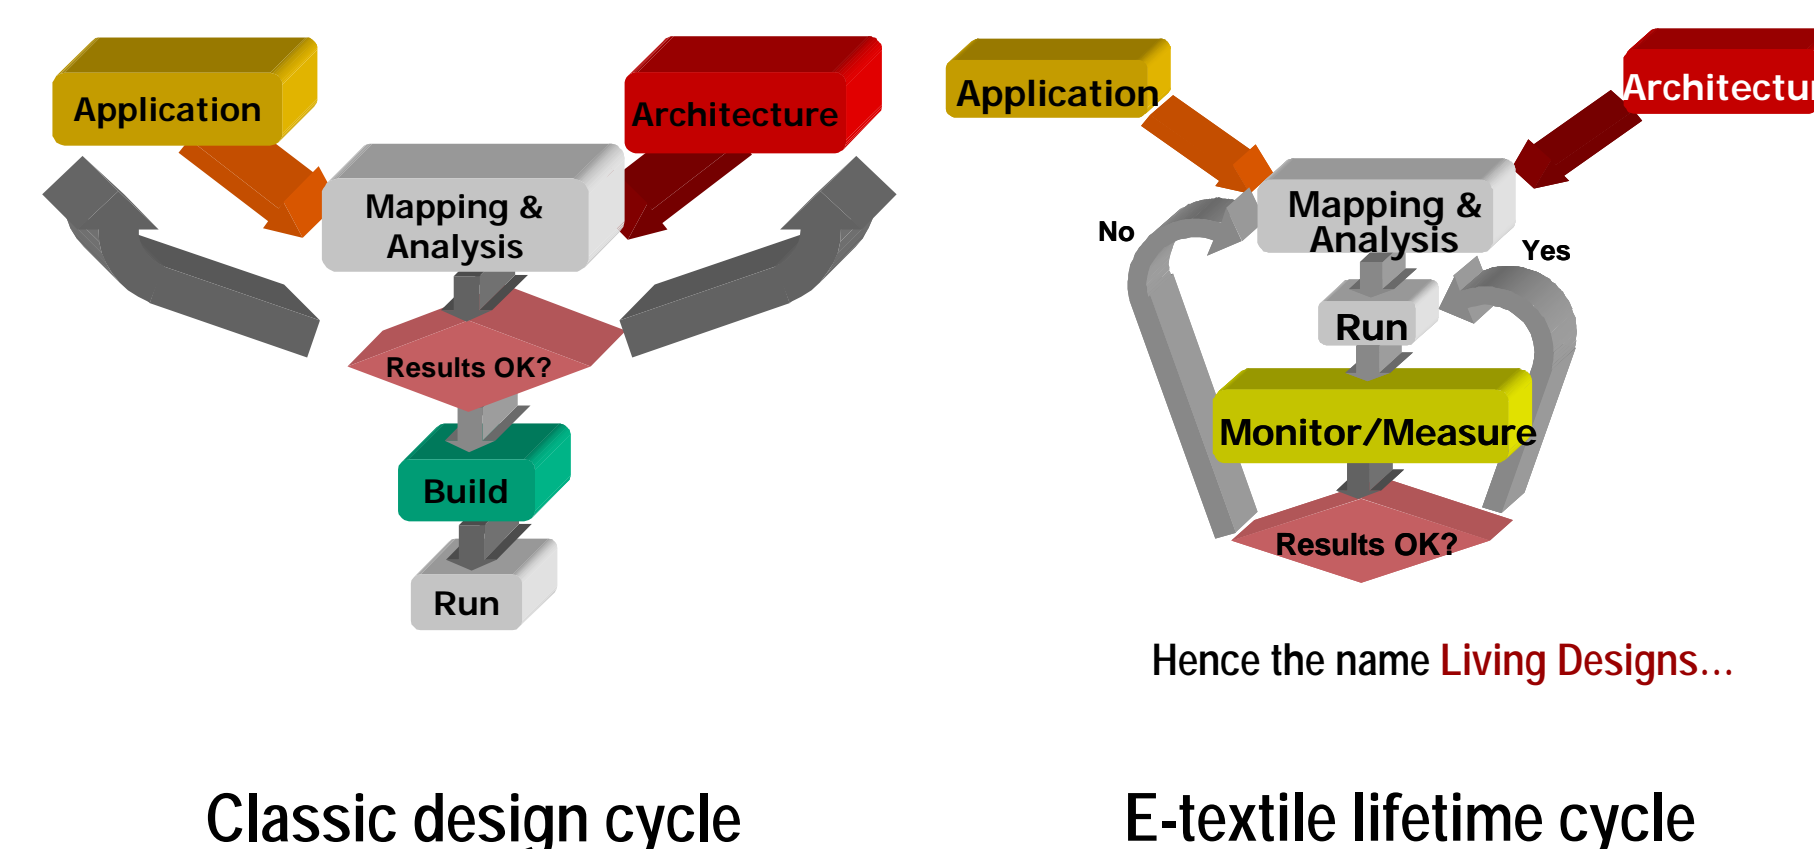 Application
Architecture
Mapping &
Analysis
Results OK?
Build
Run
Classic design cycle
Application
Architectur
No
Mapping &
Analysis
Yes
Run
Monitor/Measure
Results OK?
Hence the name Living Designs...
E-textile lifetime cycle